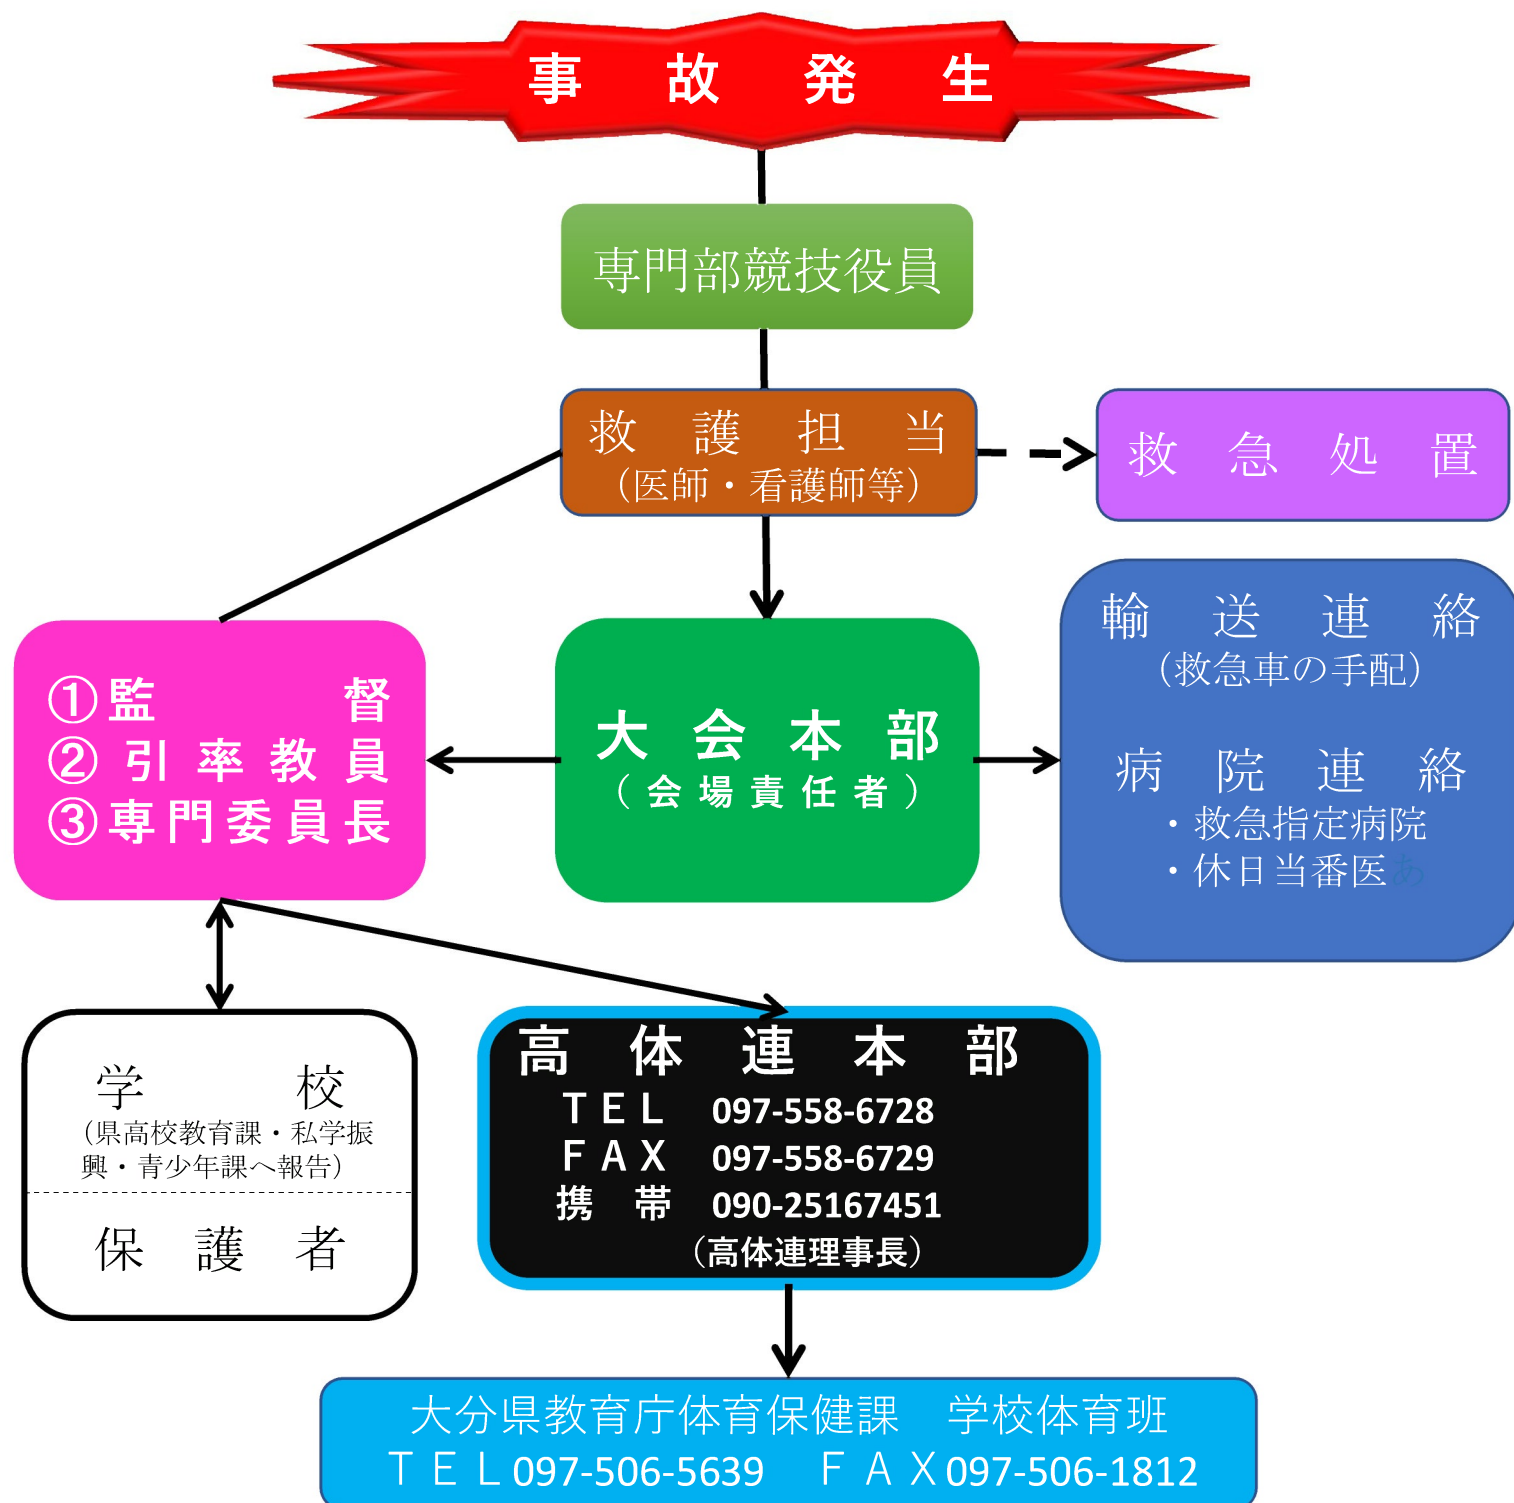 事故発生
専門部競技役員
救護担当
（医師・看護師等）
救急処置
輸送連絡
（救急車の手配）
病院連絡
・救急指定病院
・休日当番医あ
①監督
②引率教員
③専門委員長
大会本部
（会場責任者）
学校
（県高校教育課・私学振
興・青少年課へ報告）
保護者
高体連本部
ＴＥＬ　097-558-6728
ＦＡＸ　097-558-6729
携帯　090-25167451
（高体連理事長）
大分県教育庁体育保健課　学校体育班
ＴＥＬ097-506-5639　ＦＡＸ097-506-1812